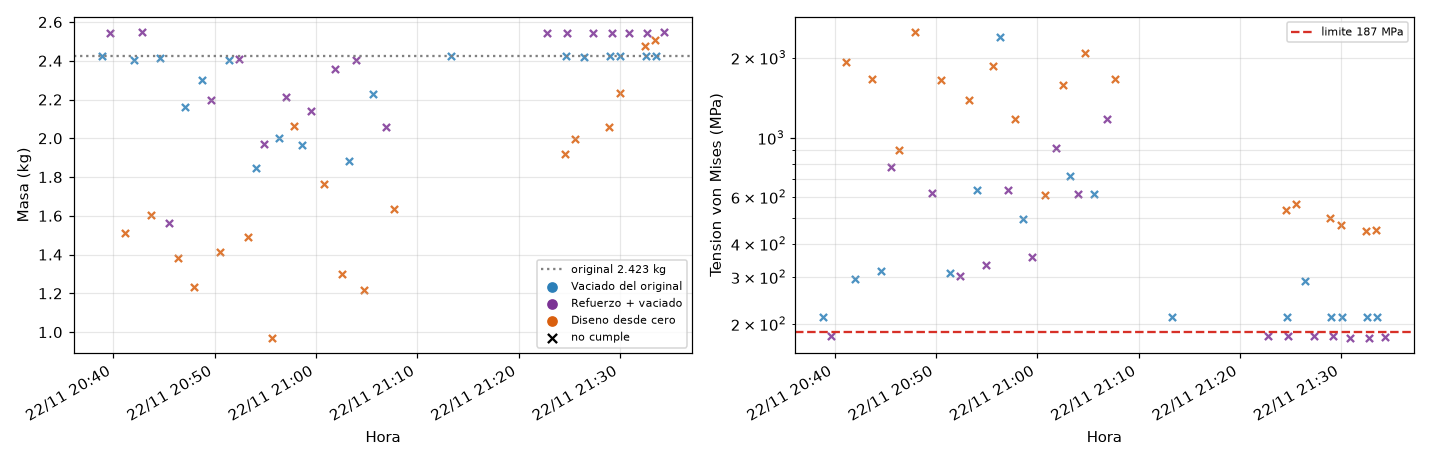 2.6
2.4
2.2
2.0
1.8
1.6
1.4
1.2
1.0
Masa (kg)
original 2.423 kg
Vaciado del original
Refuerzo + vaciado
Diseno desde cero
no cumple
22/11 20:40
22/11 20:50
22/11 21:00
22/11 21:10
22/11 21:20
22/11 21:30
Hora
limite 187 MPa
2 × 10³
10³
6 × 10²
4 × 10²
3 × 10²
2 × 10²
Tension von Mises (MPa)
22/11 20:40
22/11 20:50
22/11 21:00
22/11 21:10
22/11 21:20
22/11 21:30
Hora